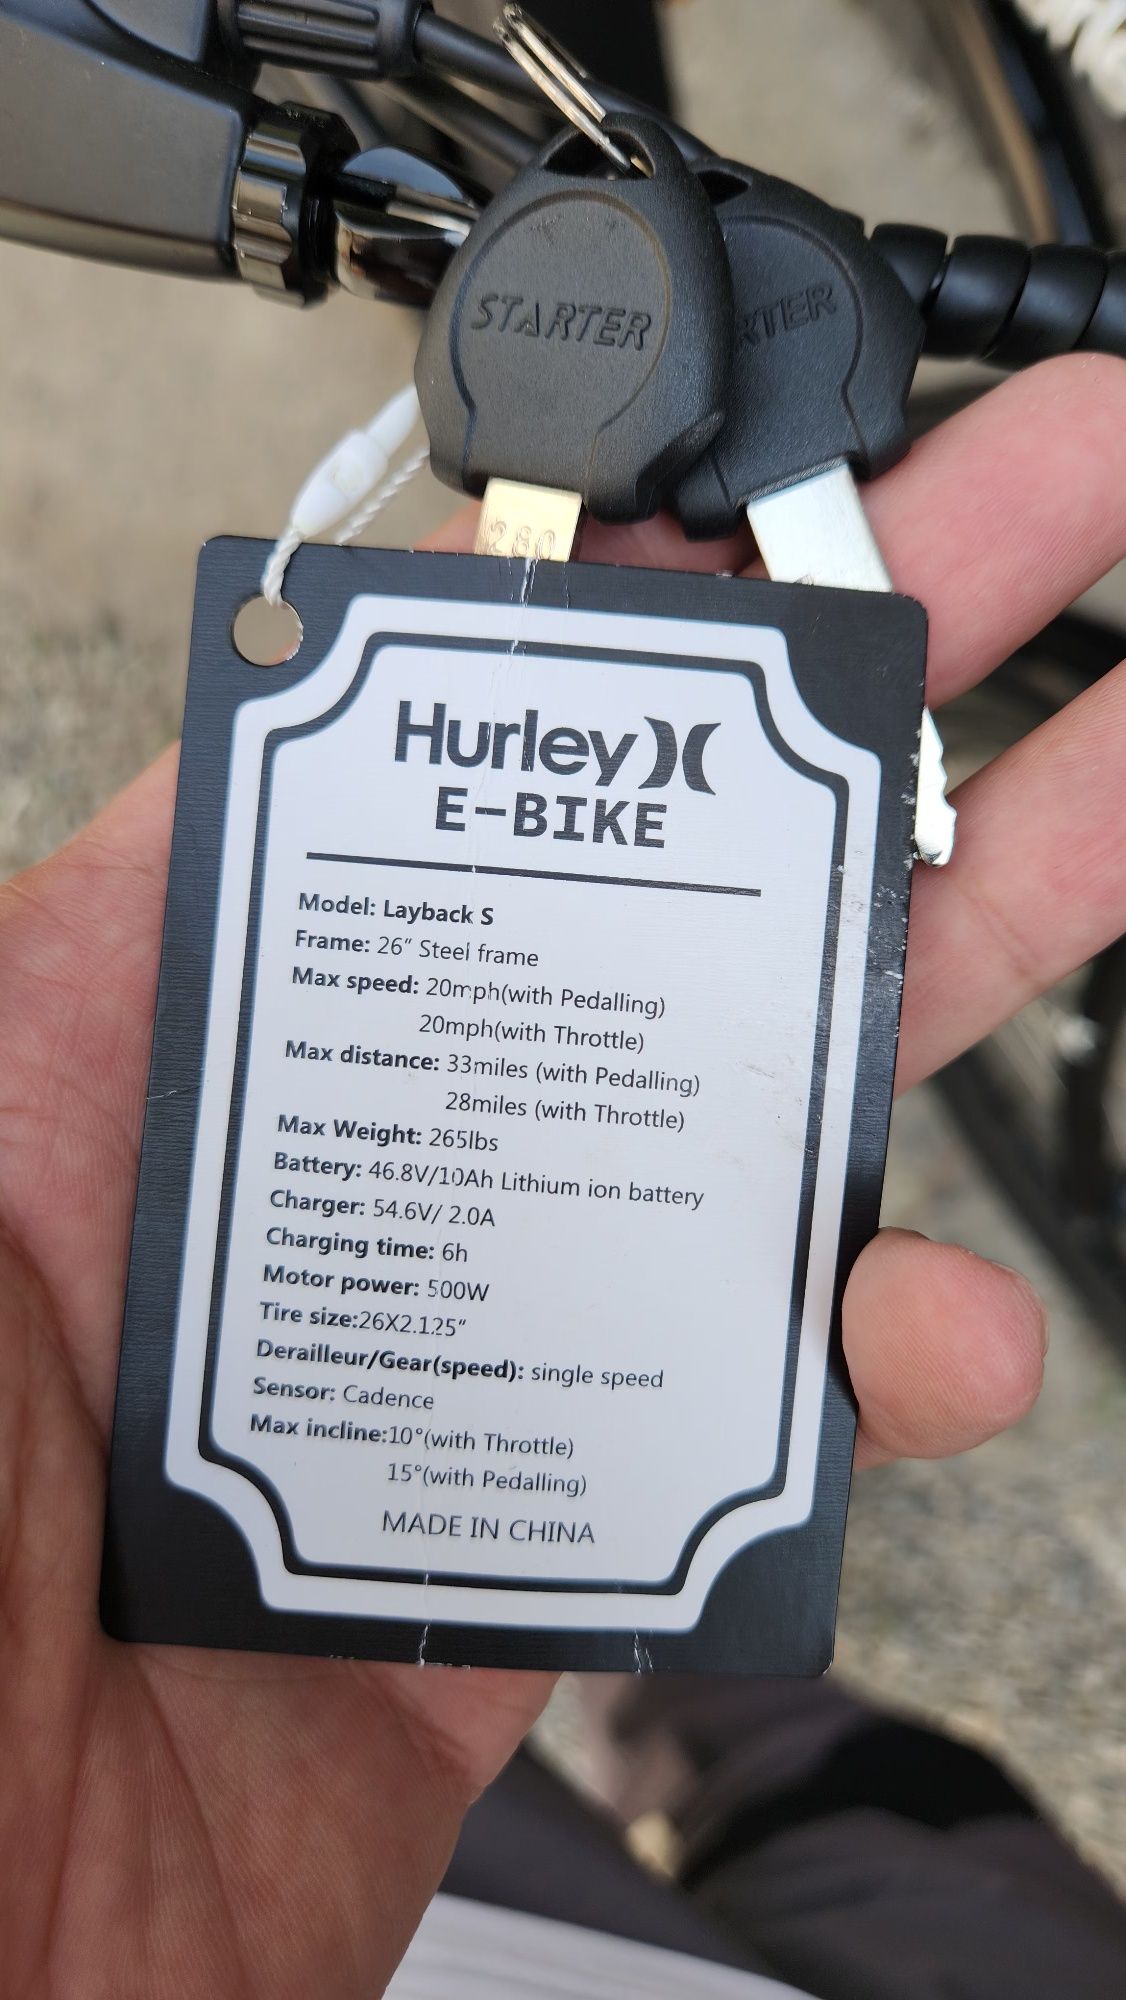 STARTER
RTER
280
Hurley
E-BIKE
Model: Layback S
Frame: 26" Steel frame
Max speed: 20mph(with Pedalling)
20mph(with Throttle)
Max distance: 33miles (with Pedalling)
28miles (with Throttle)
Max Weight: 265lbs
Battery: 46.8V/10Ah Lithium ion battery
Charger: 54.6V/ 2.0A
Charging time: 6h
Motor power: 500W
Tire size:26X2.125"
Derailleur/Gear(speed): single speed
Sensor: Cadence
Max incline:10°(with Throttle)
15°(with Pedalling)
MADE IN CHINA